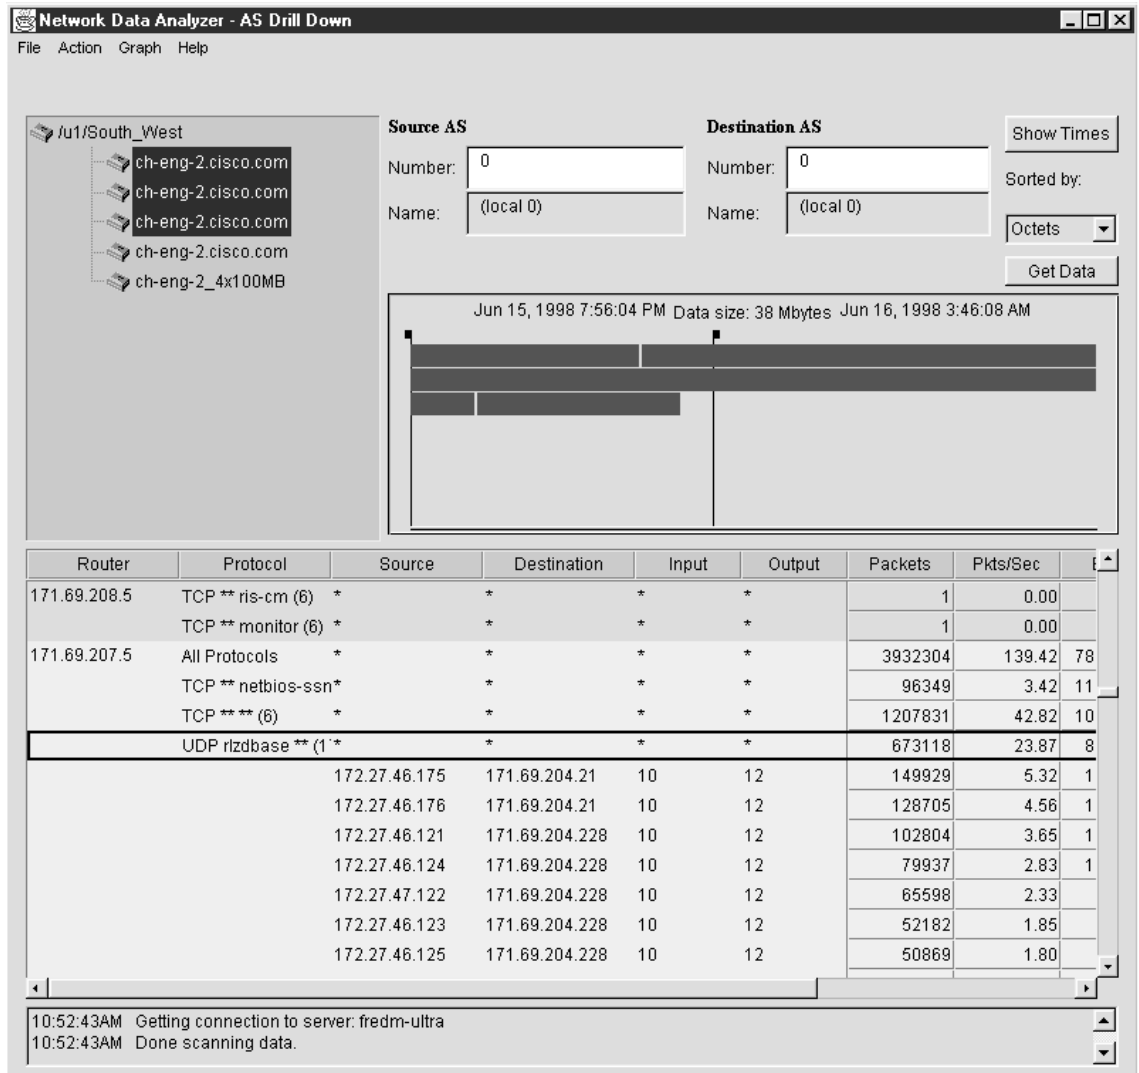 Network Data Analyzer - AS Drill Down
File Action Graph Help
/u1/South_West
ch-eng-2.cisco.com
ch-eng-2.cisco.com
ch-eng-2.cisco.com
ch-eng-2.cisco.com
ch-eng-2_4x100MB
Source AS
Number: 0
Name: (local 0)
Destination AS
Number: 0
Name: (local 0)
Show Times
Sorted by:
Octets
Get Data
Jun 15, 1998 7:56:04 PM Data size: 38 Mbytes Jun 16, 1998 3:46:08 AM
Router Protocol Source Destination Input Output Packets Pkts/Sec
171.69.208.5 TCP ** ris-cm (6) * * * * 1 0.00
TCP ** monitor (6) * * * * 1 0.00
171.69.207.5 All Protocols * * * * 3932304 139.42 78
TCP ** netbios-ssn * * * * 96349 3.42 11
TCP ** ** (6) * * * * 1207831 42.82 10
UDP rlzdbase ** (1 * * * * 673118 23.87 8
172.27.46.175 171.69.204.21 10 12 149929 5.32 1
172.27.46.176 171.69.204.21 10 12 128705 4.56 1
172.27.46.121 171.69.204.228 10 12 102804 3.65 1
172.27.46.124 171.69.204.228 10 12 79937 2.83 1
172.27.47.122 171.69.204.228 10 12 65598 2.33
172.27.46.123 171.69.204.228 10 12 52182 1.85
172.27.46.125 171.69.204.228 10 12 50869 1.80
10:52:43AM Getting connection to server: fredm-ultra
10:52:43AM Done scanning data.